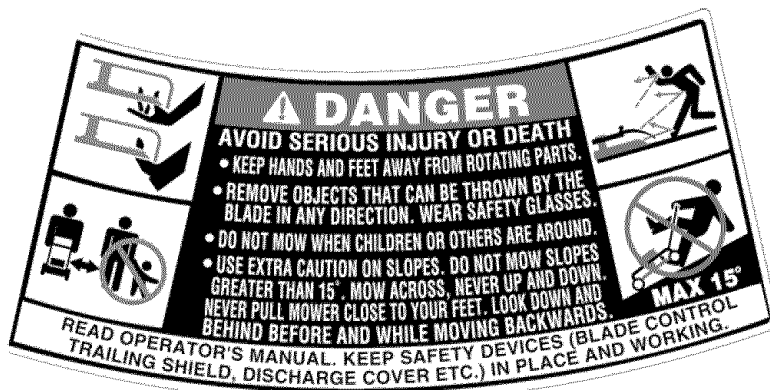 ⚠ DANGER
AVOID SERIOUS INJURY OR DEATH
• KEEP HANDS AND FEET AWAY FROM ROTATING PARTS.
• REMOVE OBJECTS THAT CAN BE THROWN BY THE
BLADE IN ANY DIRECTION. WEAR SAFETY GLASSES.
• DO NOT MOW WHEN CHILDREN OR OTHERS ARE AROUND.
• USE EXTRA CAUTION ON SLOPES. DO NOT MOW SLOPES
GREATER THAN 15°. MOW ACROSS, NEVER UP AND DOWN.
NEVER PULL MOWER CLOSE TO YOUR FEET. LOOK DOWN AND
BEHIND BEFORE AND WHILE MOVING BACKWARDS.
MAX 15°
READ OPERATOR'S MANUAL. KEEP SAFETY DEVICES (BLADE CONTROL
TRAILING SHIELD, DISCHARGE COVER ETC.) IN PLACE AND WORKING.